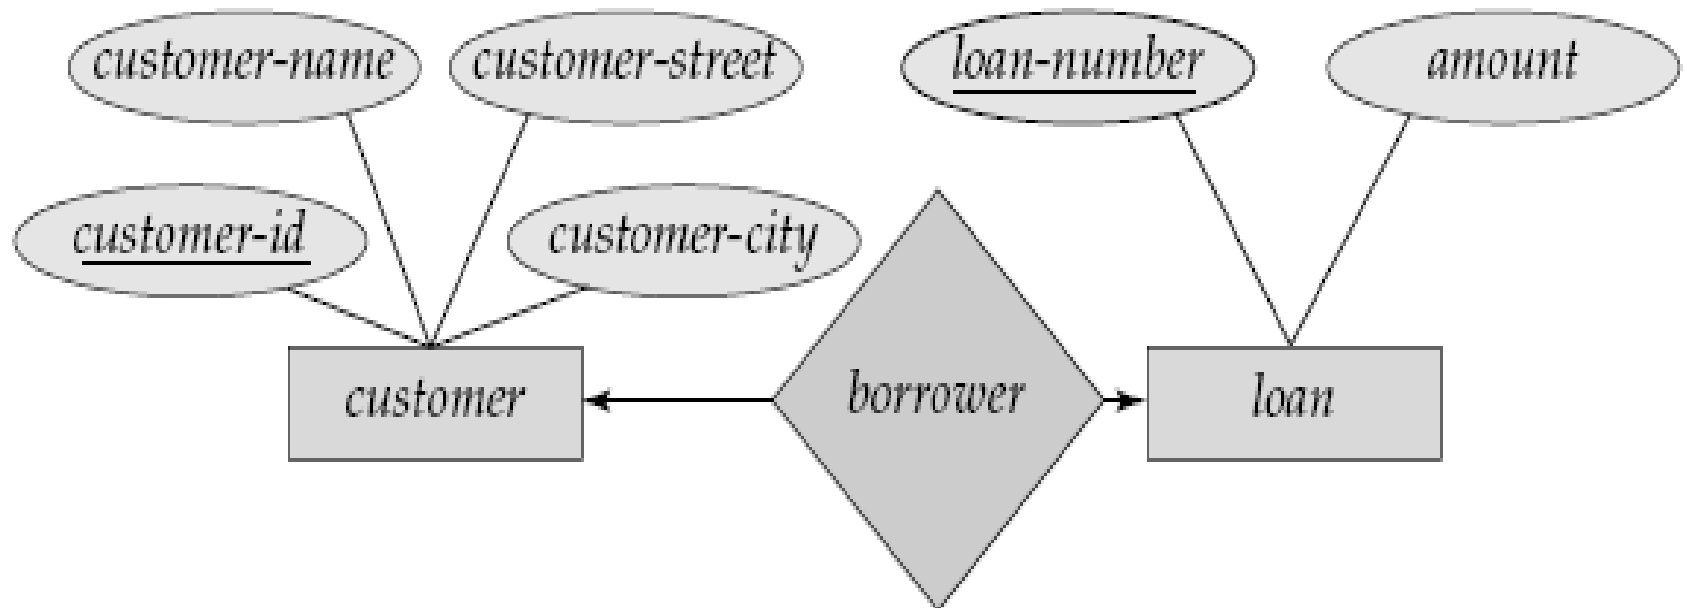 customer-name
customer-street
loan-number
amount
customer-id
customer-city
customer
borrower
loan